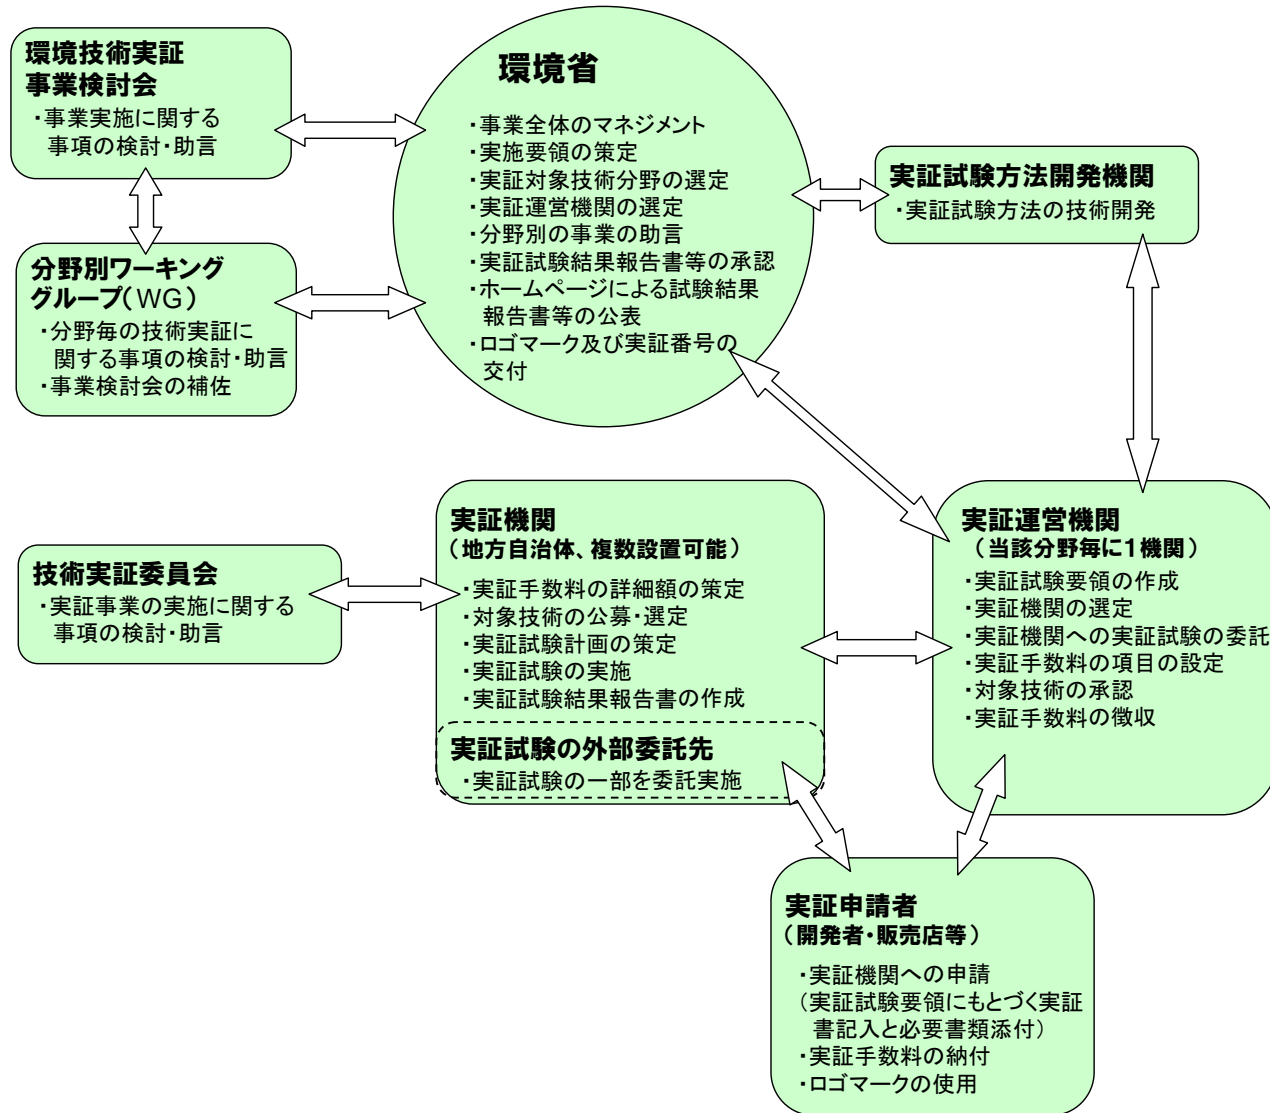 環境技術実証
事業検討会
・事業実施に関する
事項の検討・助言
環境省
・事業全体のマネジメント
・実施要領の策定
・実証対象技術分野の選定
・実証運営機関の選定
・分野別の事業の助言
・実証試験結果報告書等の承認
・ホームページによる試験結果
報告書等の公表
・ロゴマーク及び実証番号の
交付
実証試験方法開発機関
・実証試験方法の技術開発
分野別ワーキング
グループ(WG)
・分野毎の技術実証に
関する事項の検討・助言
・事業検討会の補佐
技術実証委員会
・実証事業の実施に関する
事項の検討・助言
実証機関
(地方自治体、複数設置可能)
・実証手数料の詳細額の策定
・対象技術の公募・選定
・実証試験計画の策定
・実証試験の実施
・実証試験結果報告書の作成
実証試験の外部委託先
・実証試験の一部を委託実施
実証運営機関
(当該分野毎に1機関)
・実証試験要領の作成
・実証機関の選定
・実証機関への実証試験の委託
・実証手数料の項目の設定
・対象技術の承認
・実証手数料の徴収
実証申請者
(開発者・販売店等)
・実証機関への申請
(実証試験要領にもとづく実証
書記入と必要書類添付)
・実証手数料の納付
・ロゴマークの使用